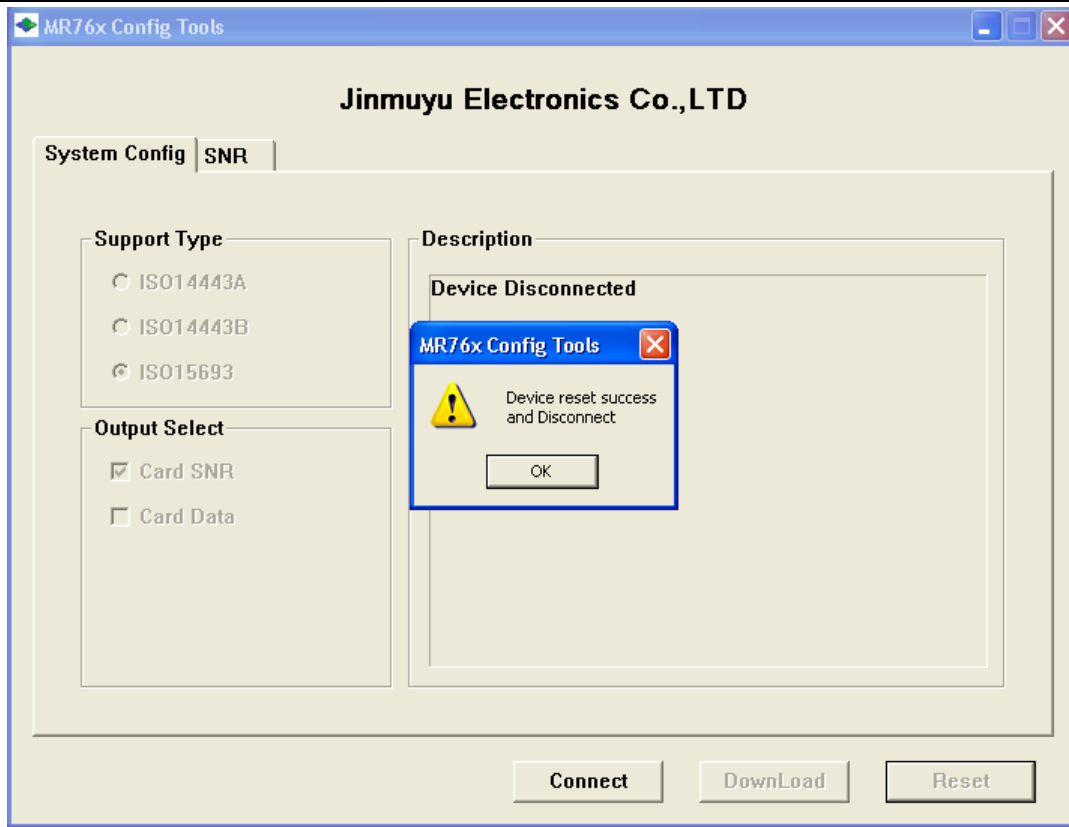 MR76x Config Tools
Jinmuyu Electronics Co.,LTD
System Config
SNR
Support Type
ISO14443A
ISO14443B
ISO15693
Output Select
Card SNR
Card Data
Description
Device Disconnected
MR76x Config Tools
Device reset success
and Disconnect
OK
Connect
DownLoad
Reset